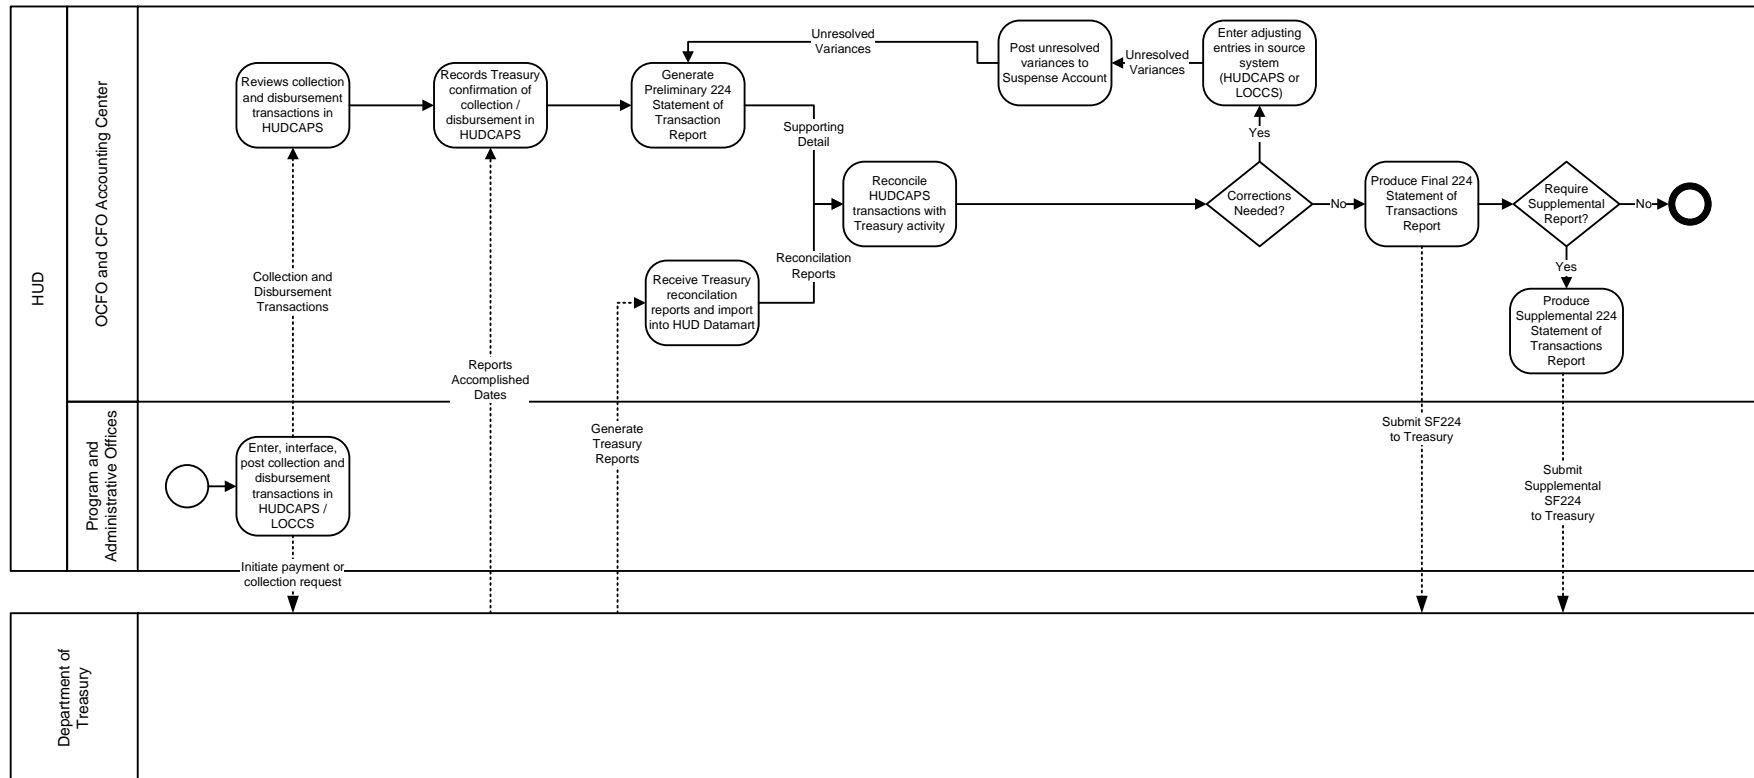 HUD
OCFO and CFO Accounting Center
Reviews collection
and disbursement
transactions in
HUDCAPS
Records Treasury
confirmation of
collection /
disbursement in
HUDCAPS
Generate
Preliminary 224
Statement of
Transaction
Report
Unresolved
Variances
Post unresolved
variances to
Suspense Account
Unresolved
Variances
Enter adjusting
entries in source
system
(HUDCAPS or
LOCCS)
Yes
Supporting
Detail
Reconcile
HUDCAPS
transactions with
Treasury activity
Corrections
Needed?
No
Produce Final 224
Statement of
Transactions
Report
Require
Supplemental
Report?
No
Yes
Reconcilation
Reports
Receive Treasury
reconcilation
reports and import
into HUD Datamart
Collection and
Disbursement
Transactions
Produce
Supplemental 224
Statement of
Transactions
Report
Reports
Accomplished
Dates
Program and
Administrative Offices
Enter, interface,
post collection and
disbursement
transactions in
HUDCAPS /
LOCCS
Generate
Treasury
Reports
Submit SF224
to Treasury
Submit
Supplemental
SF224
to Treasury
Initiate payment or
collection request
Department of
Treasury